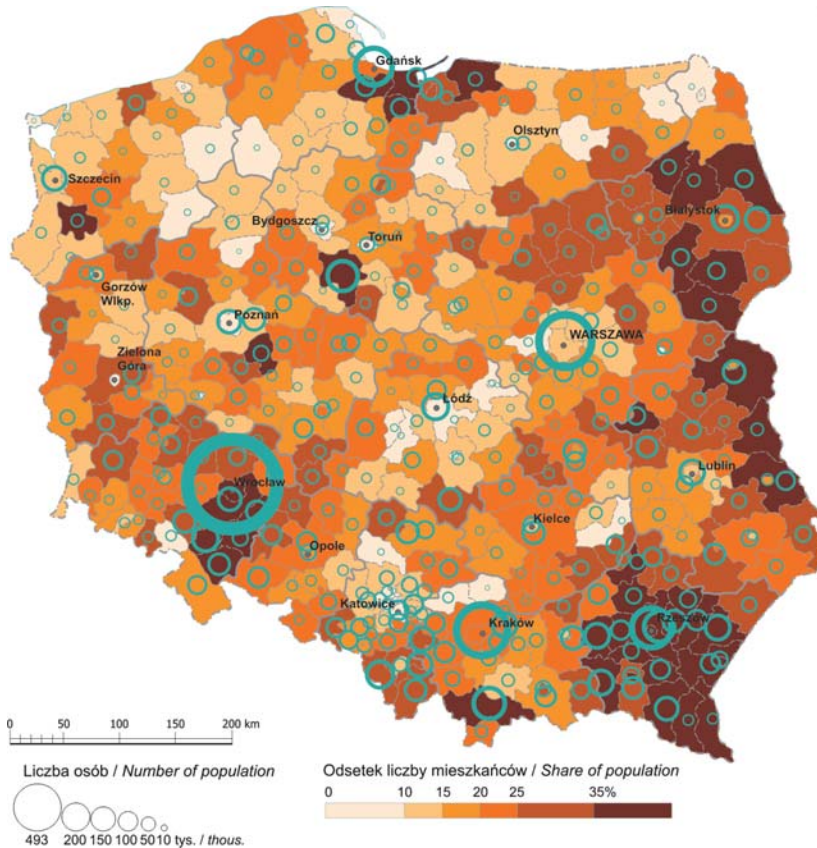 Gdańsk
Olsztyn
Szczecin
Białystok
Bydgoszcz
Toruń
Gorzów
Wlkp.
Poznań
WARSZAWA
Zielona
Góra
Łódź
Lublin
Wrocław
Kielce
Opole
Katowice
Kraków
Rzeszów
0 50 100 150 200 km
Liczba osób / Number of population
Odsetek liczby mieszkańców / Share of population
0 10 15 20 25 35%
493 200 150 100 50 10 tys. / thous.